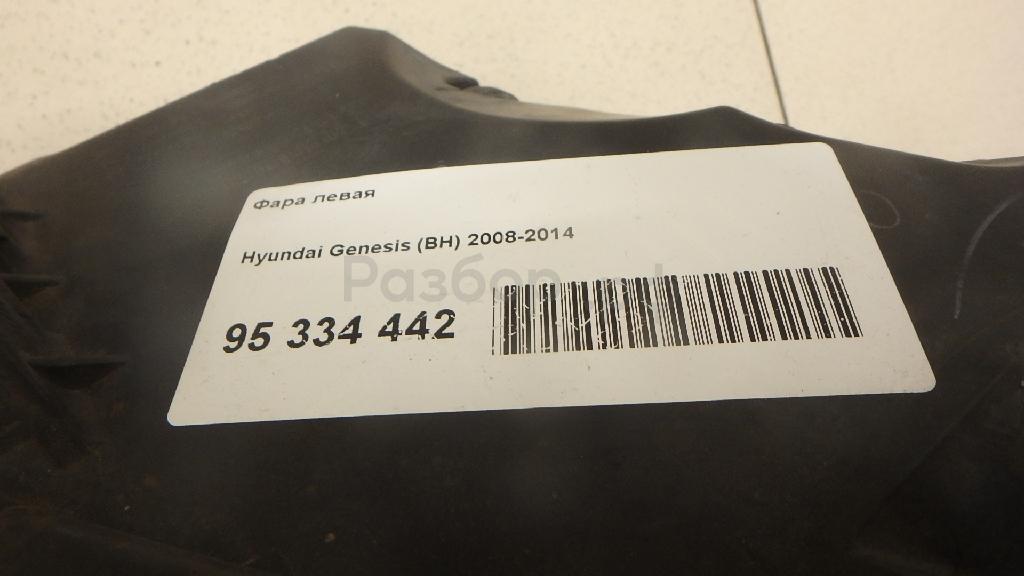 Фара левая
Hyundai Genesis (BH) 2008-2014
95 334 442